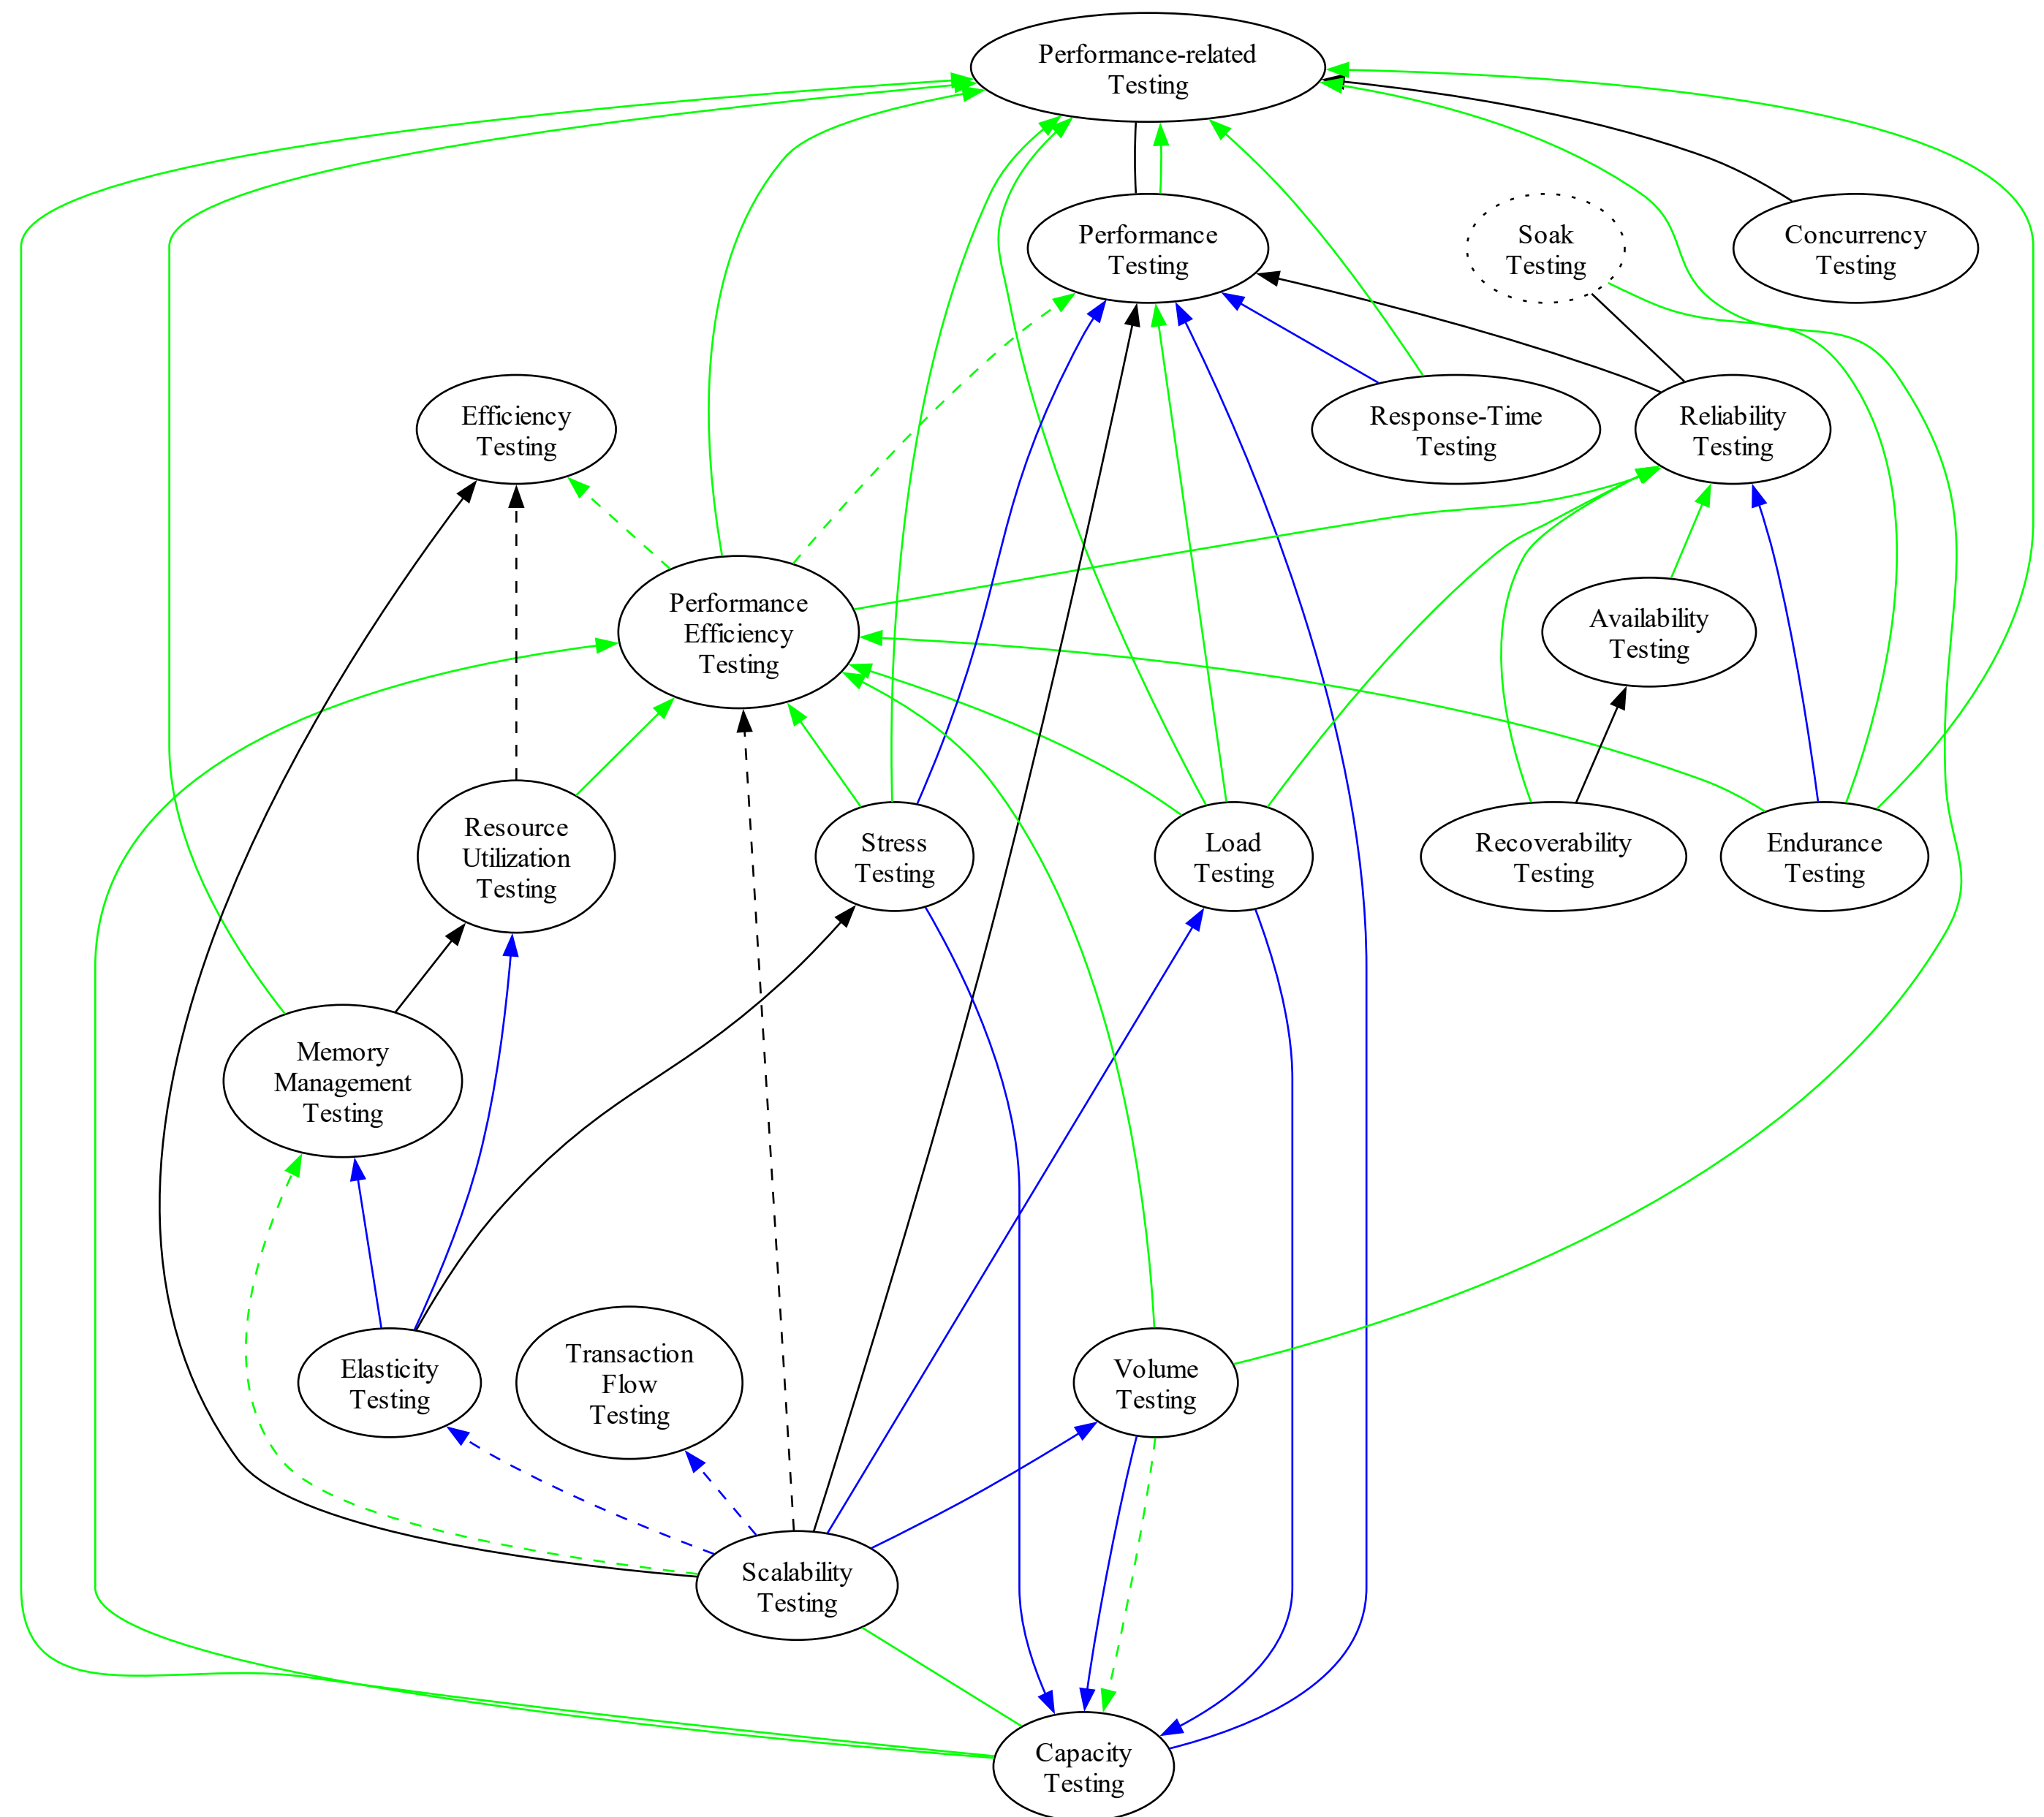 Performance-related
Testing
Performance
Testing
Soak
Testing
Concurrency
Testing
Efficiency
Testing
Response-Time
Testing
Reliability
Testing
Performance
Efficiency
Testing
Availability
Testing
Resource
Utilization
Testing
Stress
Testing
Load
Testing
Recoverability
Testing
Endurance
Testing
Memory
Management
Testing
Elasticity
Testing
Transaction
Flow
Testing
Volume
Testing
Scalability
Testing
Capacity
Testing